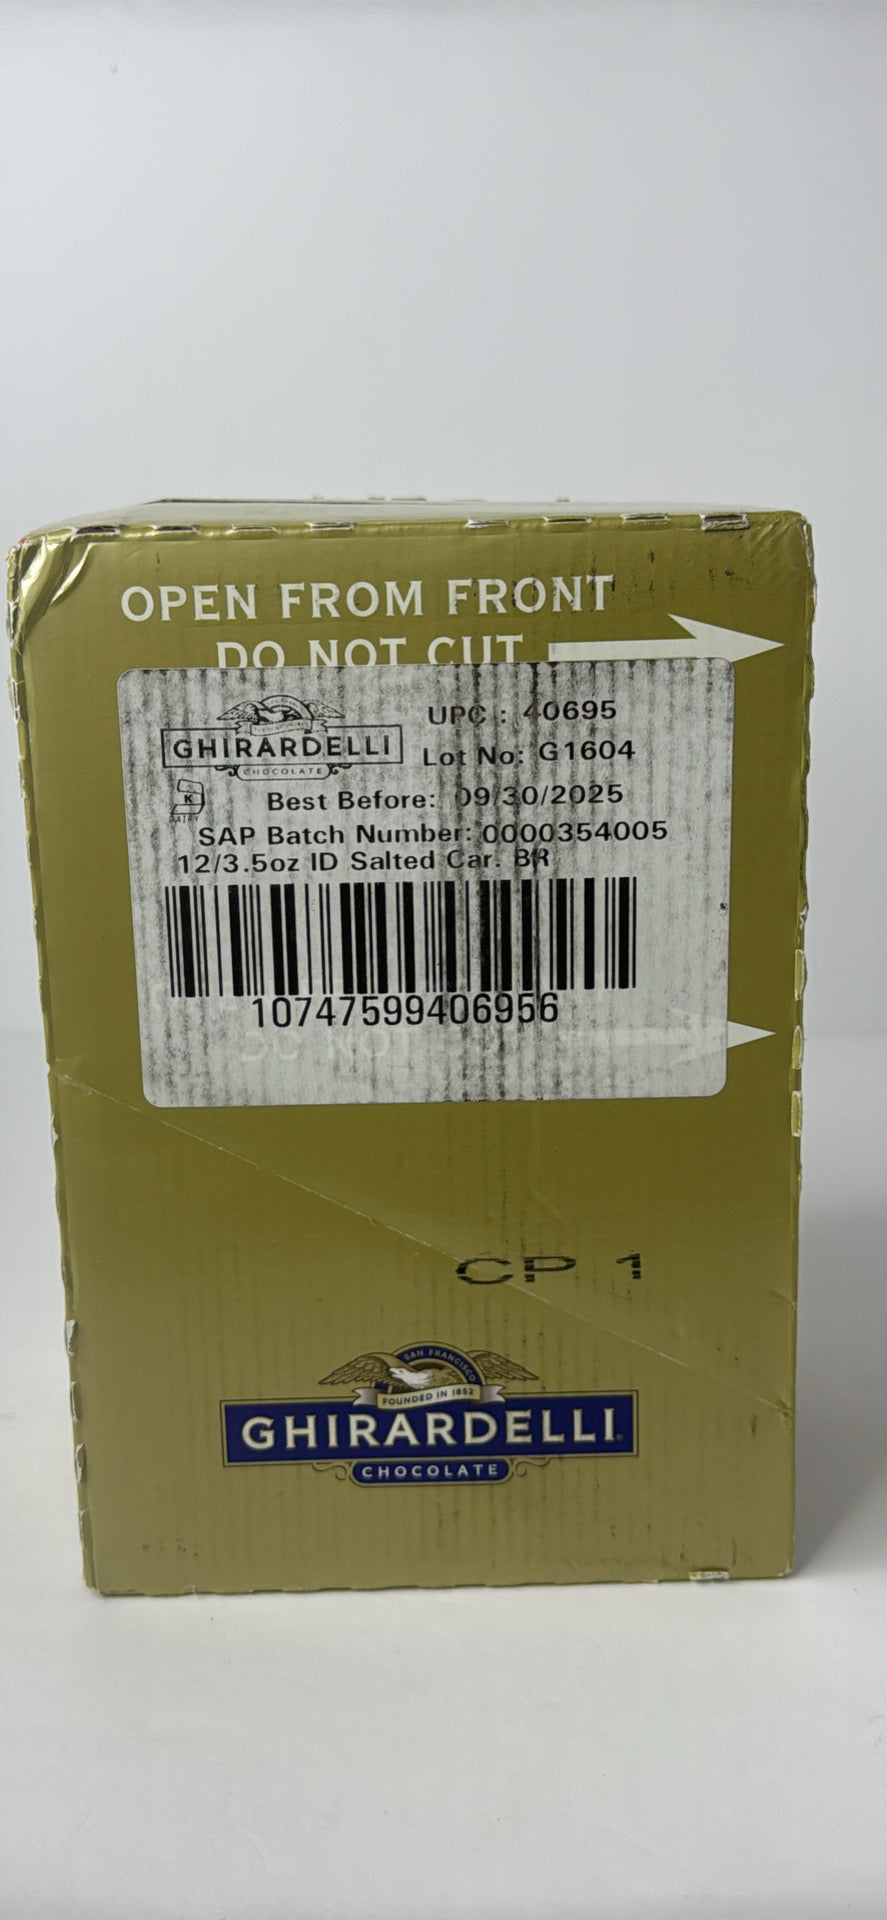 OPEN FROM FRONT
DO NOT CUT
GHIRARDELLI
CHOCOLATE
UPC : 40695
Lot No: G1604
K
DAIRY
Best Before: 09/30/2025
SAP Batch Number: 0000354005
12/3.5oz ID Salted Car. BR
10747599406956
DO NOT
CP 1
SAN FRANCISCO
FOUNDED IN 1852
GHIRARDELLI
CHOCOLATE